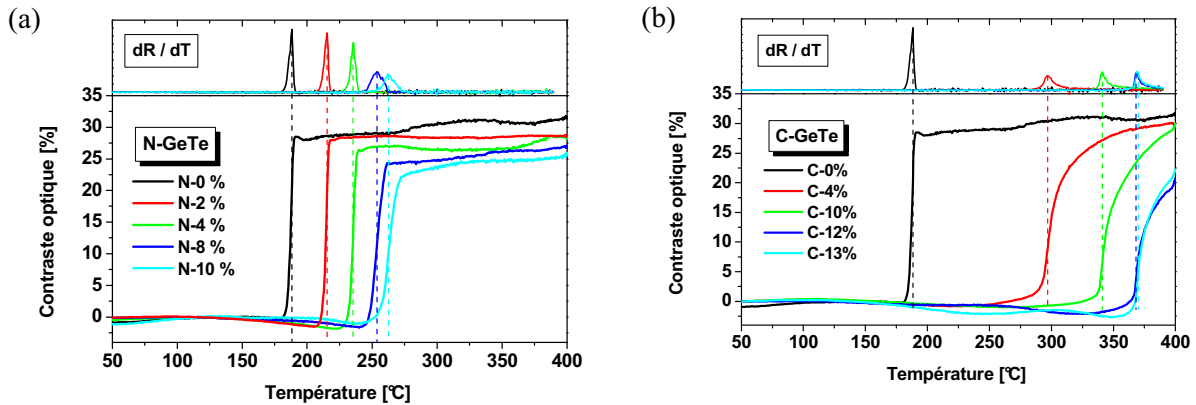 (a)
dR / dT
35
30
25
20
15
10
5
0
Contraste optique [%]
N-GeTe
N-0 %
N-2 %
N-4 %
N-8 %
N-10 %
50 100 150 200 250 300 350 400
Température [°C]
(b)
dR / dT
35
30
25
20
15
10
5
0
Contraste optique [%]
C-GeTe
C-0%
C-4%
C-10%
C-12%
C-13%
50 100 150 200 250 300 350 400
Température [°C]